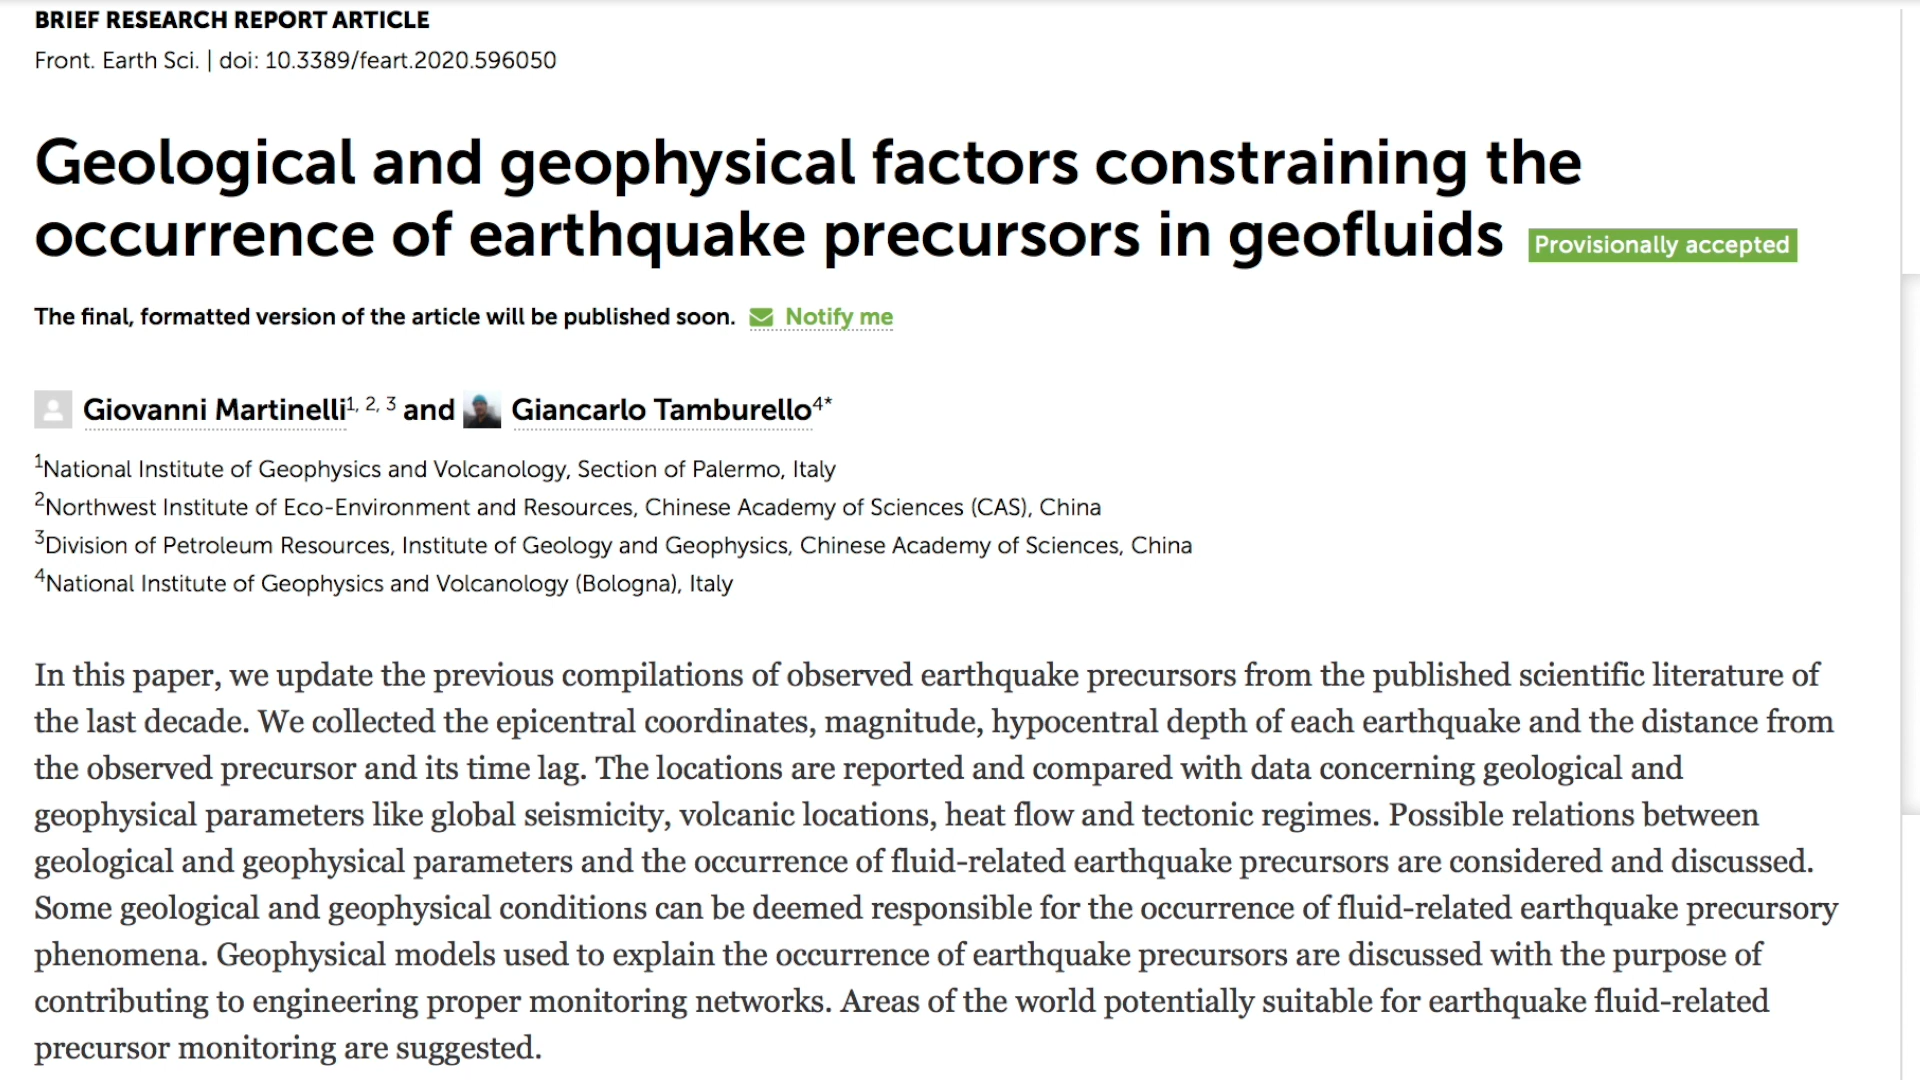 BRIEF RESEARCH REPORT ARTICLE
Front. Earth Sci. | doi: 10.3389/feart.2020.596050
Geological and geophysical factors constraining the
occurrence of earthquake precursors in geofluids Provisionally accepted
The final, formatted version of the article will be published soon. Notify me
Giovanni Martinelli1, 2, 3 and Giancarlo Tamburello4*
1National Institute of Geophysics and Volcanology, Section of Palermo, Italy
2Northwest Institute of Eco-Environment and Resources, Chinese Academy of Sciences (CAS), China
3Division of Petroleum Resources, Institute of Geology and Geophysics, Chinese Academy of Sciences, China
4National Institute of Geophysics and Volcanology (Bologna), Italy
In this paper, we update the previous compilations of observed earthquake precursors from the published scientific literature of
the last decade. We collected the epicentral coordinates, magnitude, hypocentral depth of each earthquake and the distance from
the observed precursor and its time lag. The locations are reported and compared with data concerning geological and
geophysical parameters like global seismicity, volcanic locations, heat flow and tectonic regimes. Possible relations between
geological and geophysical parameters and the occurrence of fluid-related earthquake precursors are considered and discussed.
Some geological and geophysical conditions can be deemed responsible for the occurrence of fluid-related earthquake precursory
phenomena. Geophysical models used to explain the occurrence of earthquake precursors are discussed with the purpose of
contributing to engineering proper monitoring networks. Areas of the world potentially suitable for earthquake fluid-related
precursor monitoring are suggested.